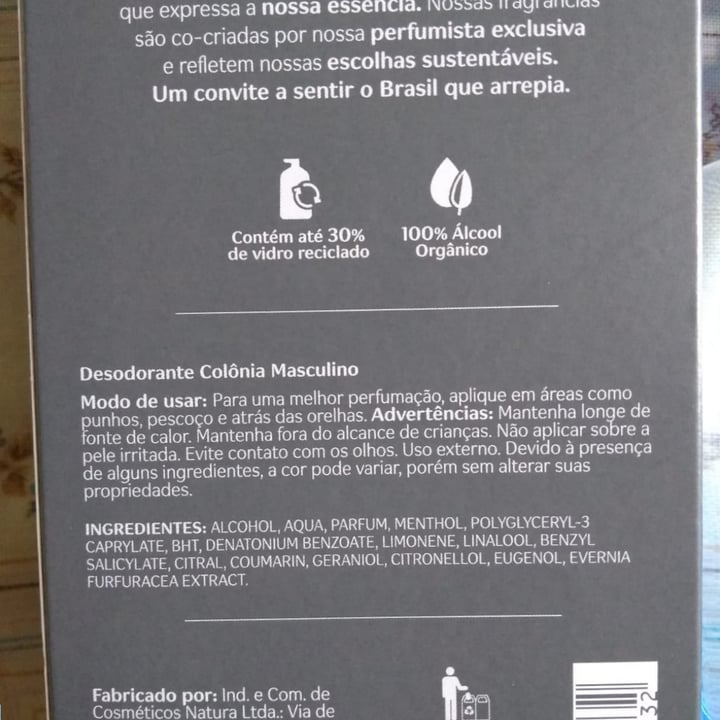 que expressa a nossa essência. Nossas fragrâncias
são co-criadas por nossa perfumista exclusiva
e refletem nossas escolhas sustentáveis.
Um convite a sentir o Brasil que arrepia.
Contém até 30%
de vidro reciclado
100% Álcool
Orgânico
Desodorante Colônia Masculino
Modo de usar: Para uma melhor perfumação, aplique em áreas como
punhos, pescoço e atrás das orelhas. Advertências: Mantenha longe de
fonte de calor. Mantenha fora do alcance de crianças. Não aplicar sobre a
pele irritada. Evite contato com os olhos. Uso externo. Devido à presença
de alguns ingredientes, a cor pode variar, porém sem alterar suas
propriedades.
INGREDIENTES: ALCOHOL, AQUA, PARFUM, MENTHOL, POLYGLYCERYL-3
CAPRYLATE, BHT, DENATONIUM BENZOATE, LIMONENE, LINALOOL, BENZYL
SALICYLATE, CITRAL, COUMARIN, GERANIOL, CITRONELLOL, EUGENOL, EVERNIA
FURFURACEA EXTRACT.
Fabricado por: Ind. e Com. de
Cosméticos Natura Ltda.: Via de
32